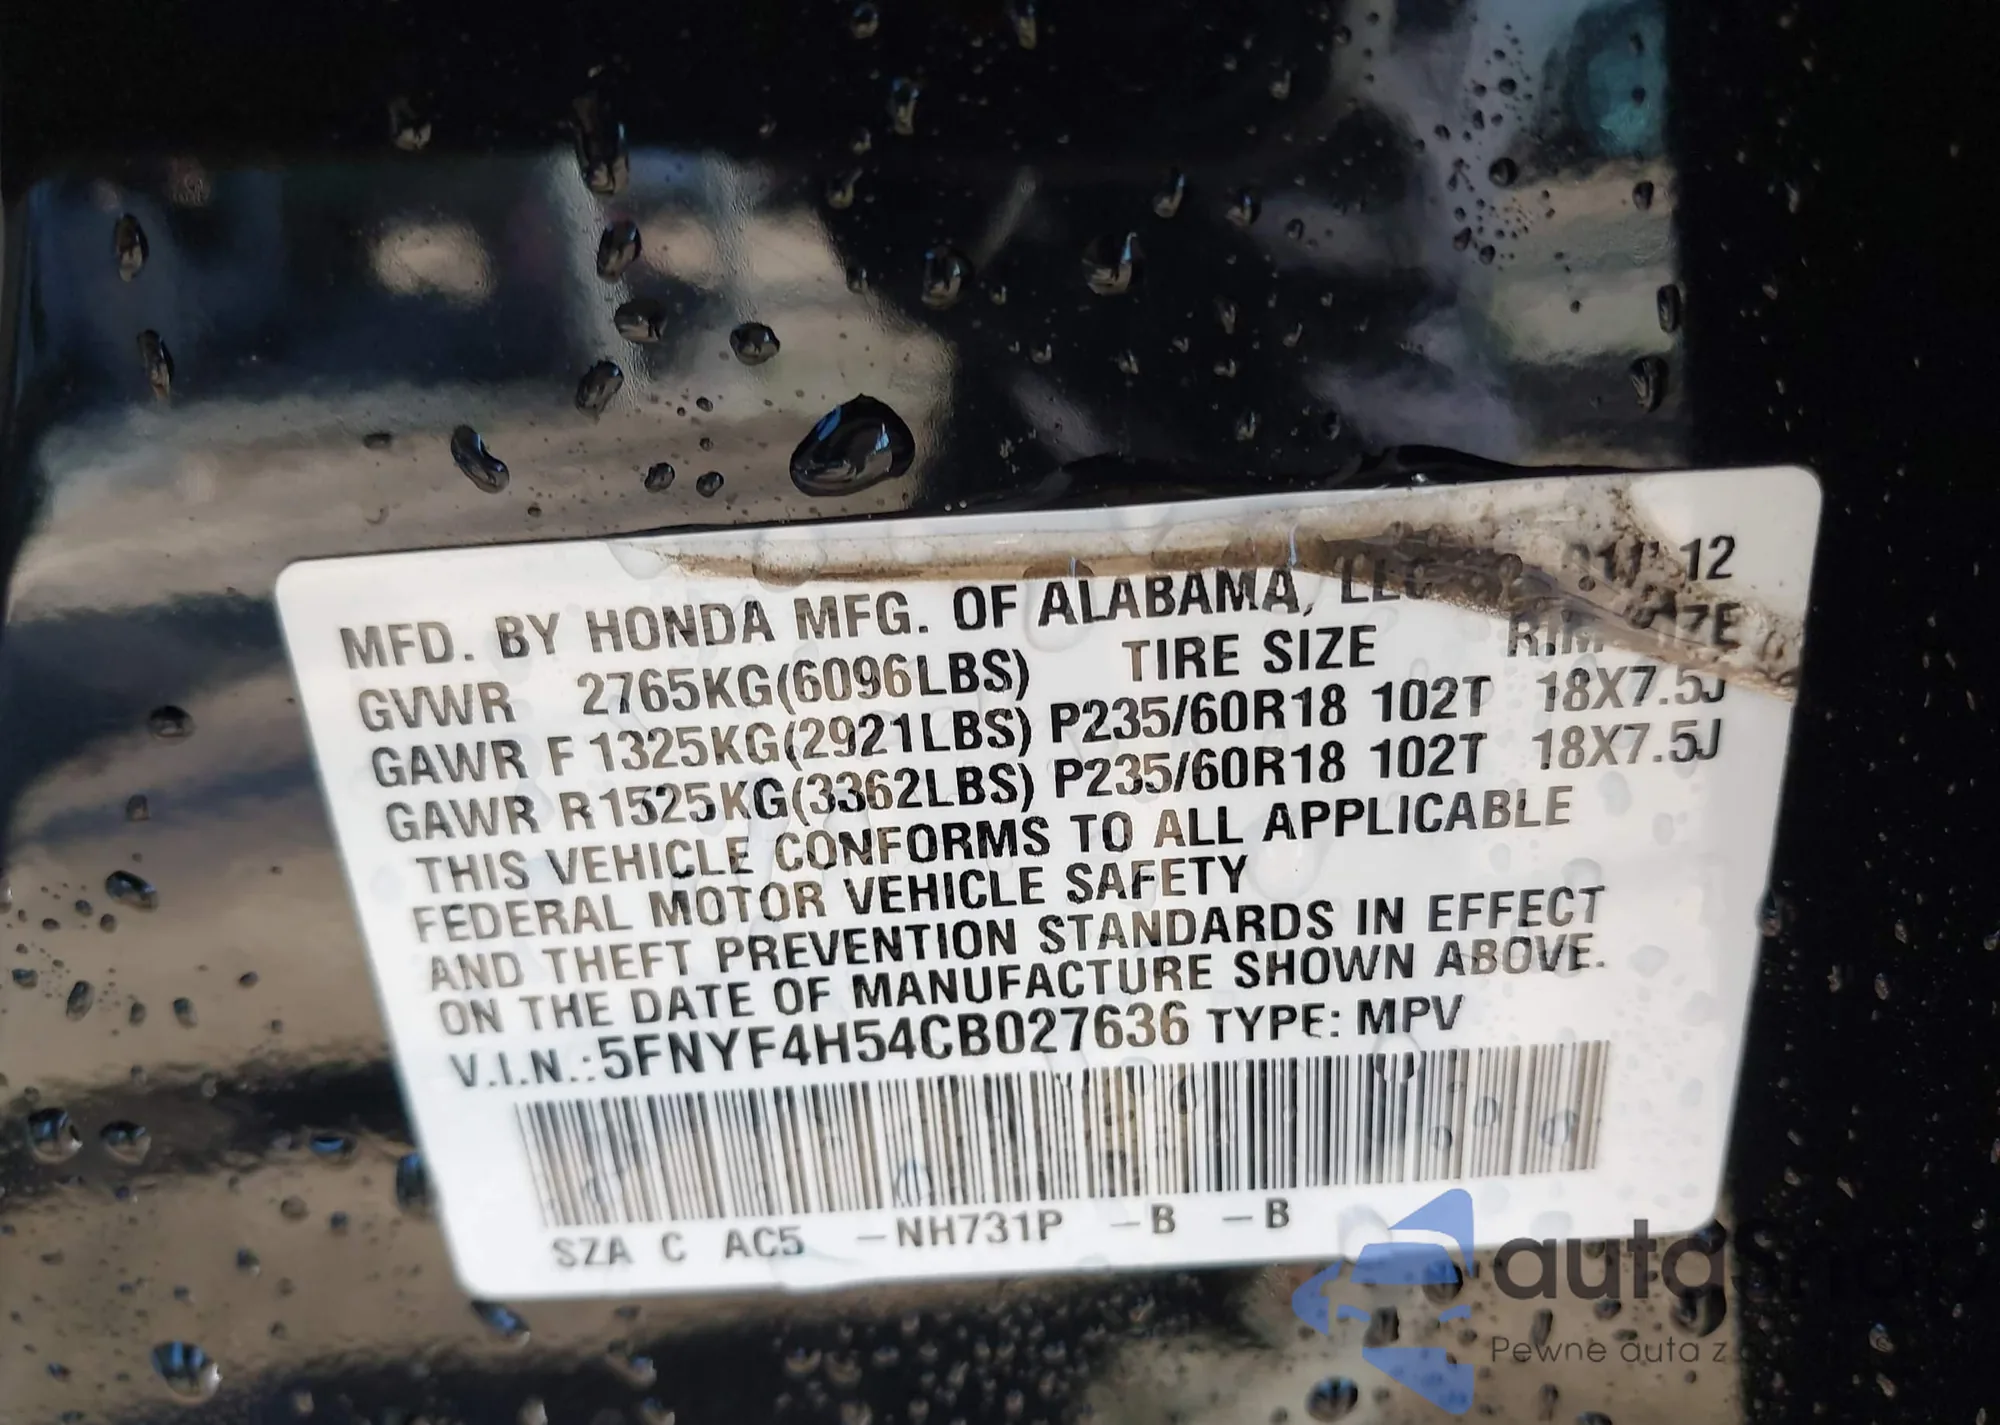 MFD. BY HONDA MFG. OF ALABAMA, LLC 12
GVWR 2765KG(6096LBS) TIRE SIZE RIM SIZE
GAWR F 1325KG(2921LBS) P235/60R18 102T 18X7.5J
GAWR R1525KG(3362LBS) P235/60R18 102T 18X7.5J
THIS VEHICLE CONFORMS TO ALL APPLICABLE
FEDERAL MOTOR VEHICLE SAFETY
AND THEFT PREVENTION STANDARDS IN EFFECT
ON THE DATE OF MANUFACTURE SHOWN ABOVE.
V.I.N.:5FNYF4H54CB027636 TYPE: MPV
SZA C AC5 –NH731P –B –B
Pewne auta z